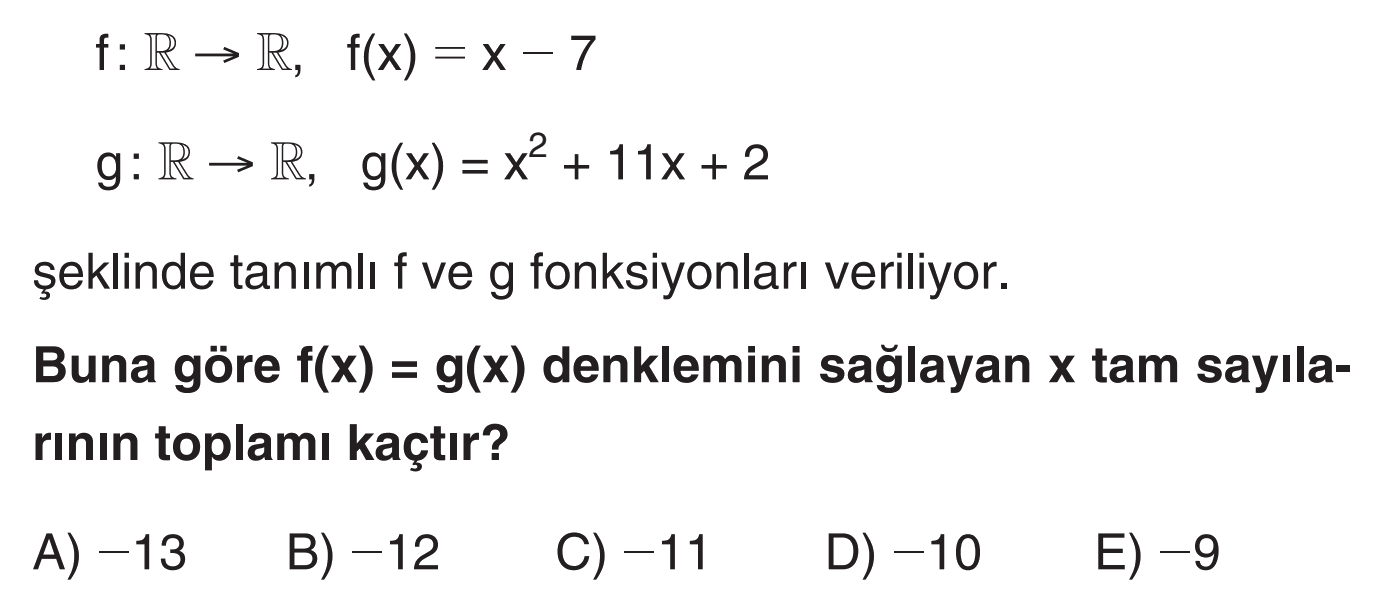 f: ℝ → ℝ, f(x) = x − 7
g: ℝ → ℝ, g(x) = x² + 11x + 2
şeklinde tanımlı f ve g fonksiyonları veriliyor.
Buna göre f(x) = g(x) denklemini sağlayan x tam sayıla-
rının toplamı kaçtır?
A) −13 B) −12 C) −11 D) −10 E) −9